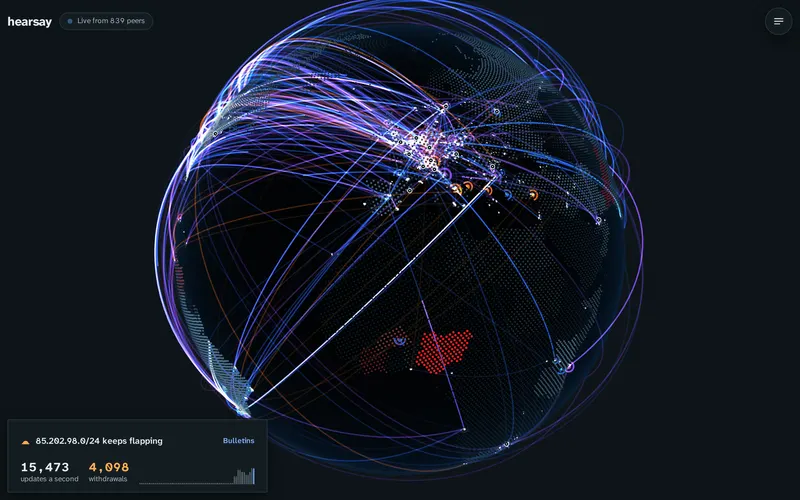 hearsay
Live from 839 peers
85.202.98.0/24 keeps flapping
Bulletins
15,473
4,098
updates a second
withdrawals